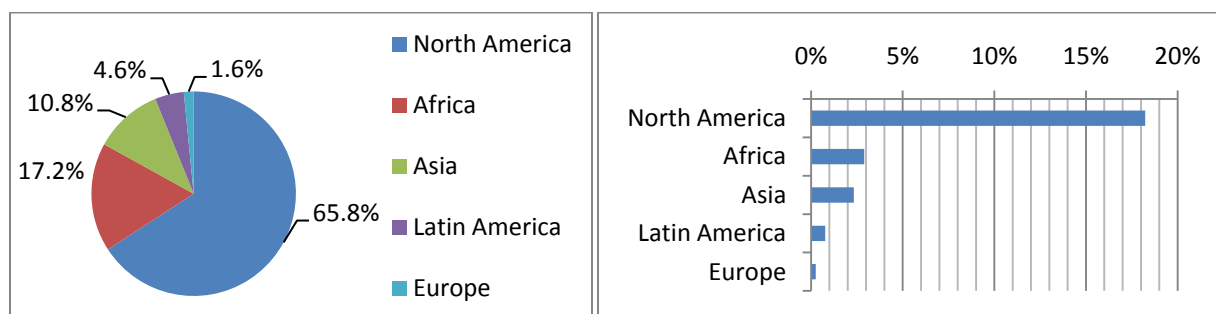 4.6%
1.6%
10.8%
17.2%
65.8%
North America
Africa
Asia
Latin America
Europe
0% 5% 10% 15% 20%
North America
Africa
Asia
Latin America
Europe